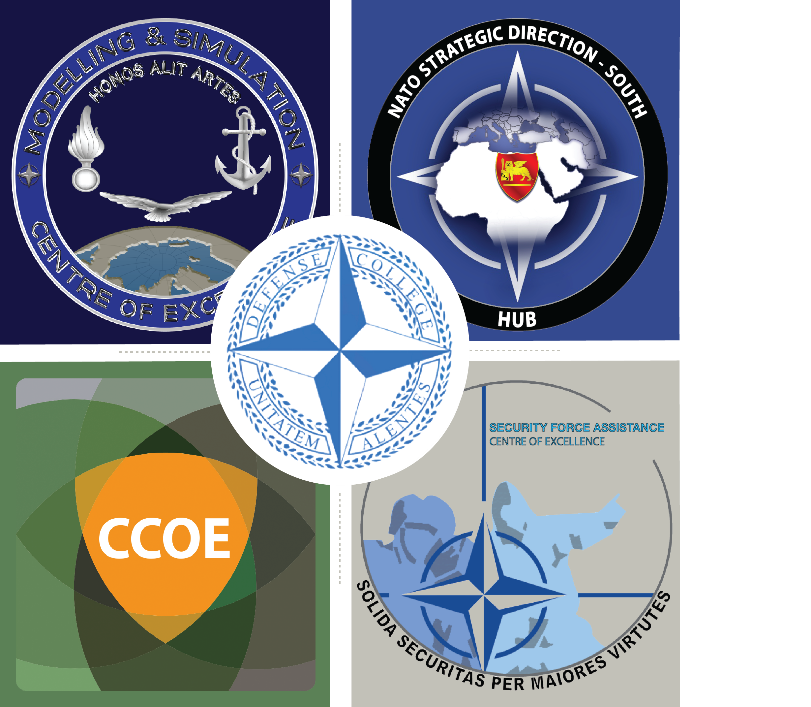 MODELLING & SIMULATION
HONOS ALIT ARTES
CENTRE OF EXCE
NATO STRATEGIC DIRECTION - SOUTH
HUB
DEFENSE COLLEGE
UNITATEM ALENTES
CCOE
SECURITY FORCE ASSISTANCE
CENTRE OF EXCELLENCE
SOLIDA SECURITAS PER MAIORES VIRTUTES